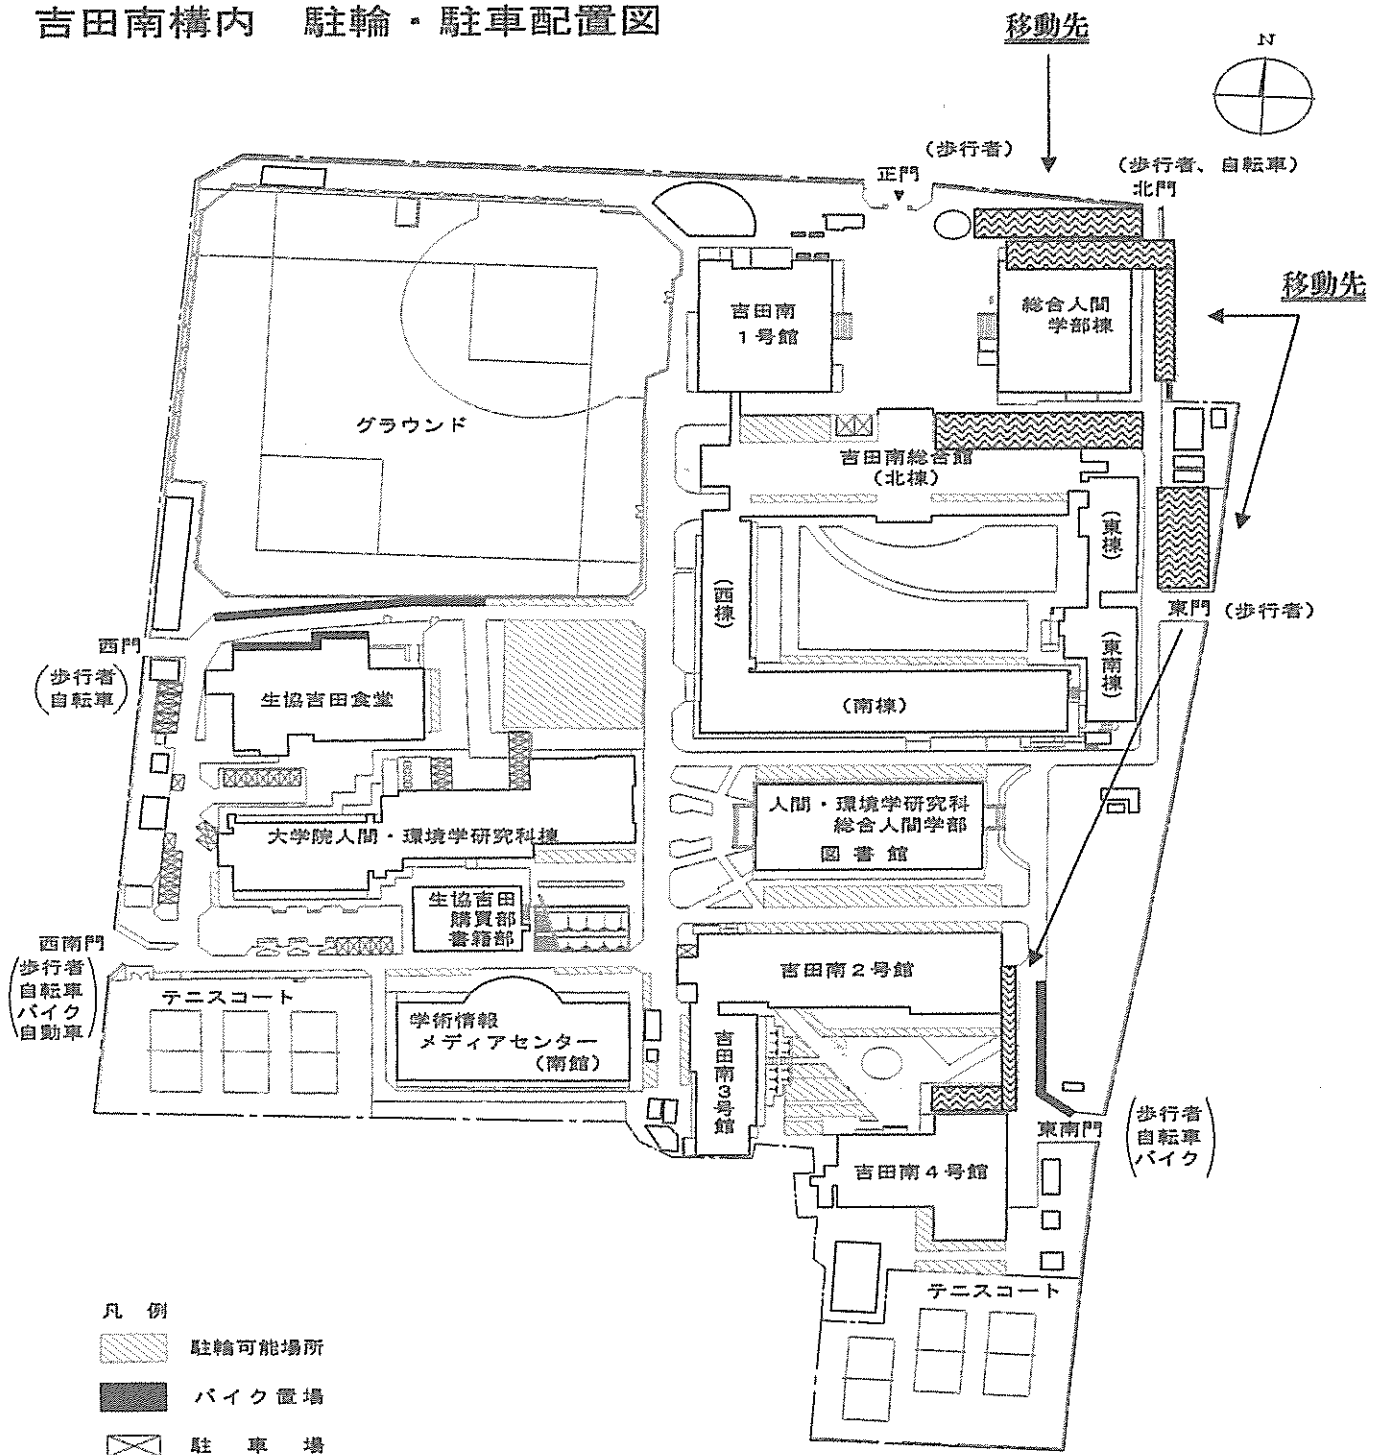 吉田南構内　駐輪・駐車配置図
移動先
N
(歩行者)
正門
(歩行者、自転車)
北門
移動先
吉田南
1号館
総合人間
学部棟
グラウンド
吉田南総合館
(北棟)
(東棟)
(西棟)
東門 (歩行者)
(東南棟)
(南棟)
西門
(歩行者
自転車)
生協吉田食堂
人間・環境学研究科
総合人間学部
図書館
大学院人間・環境学研究科棟
生協吉田
購買部
書籍部
西南門
(歩行者
自転車
バイク
自動車)
吉田南2号館
テニスコート
学術情報
メディアセンター
(南館)
吉田南3号館
東南門
(歩行者
自転車
バイク)
吉田南4号館
テニスコート
凡 例
駐輪可能場所
バイク置場
駐 車 場